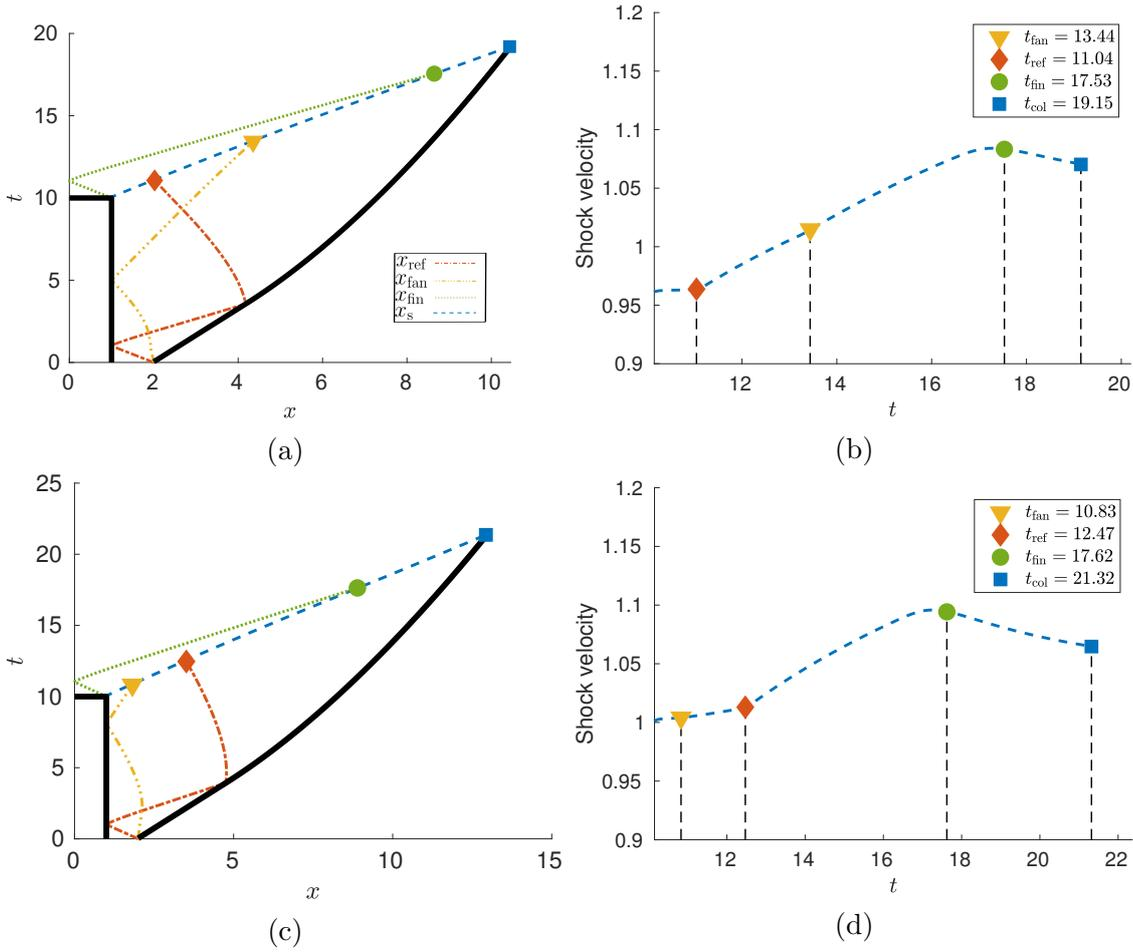 20
15
10
5
0
t
0 2 4 6 8 10
x
x_ref
x_fan
x_fin
x_s
(a)
1.2
1.15
1.1
1.05
1
0.95
0.9
Shock velocity
12 14 16 18 20
t
t_fan = 13.44
t_ref = 11.04
t_fin = 17.53
t_col = 19.15
(b)
25
20
15
10
5
0
t
0 5 10 15
x
(c)
1.2
1.15
1.1
1.05
1
0.95
0.9
Shock velocity
12 14 16 18 20 22
t
t_fan = 10.83
t_ref = 12.47
t_fin = 17.62
t_col = 21.32
(d)